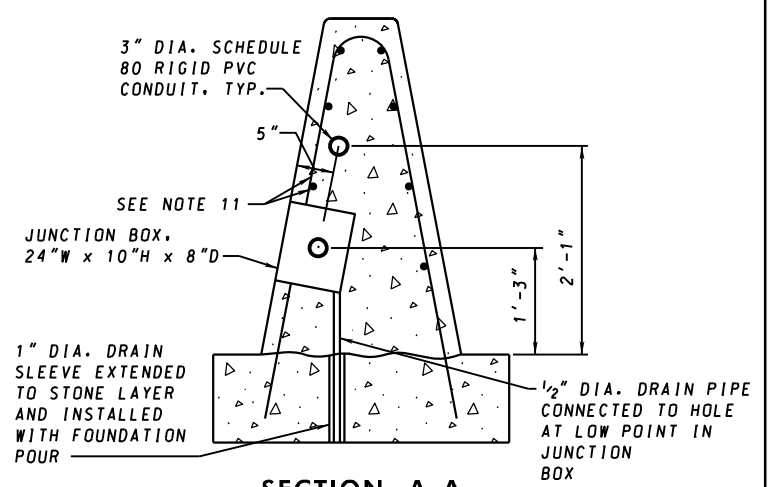 3" DIA. SCHEDULE
80 RIGID PVC
CONDUIT, TYP.
5"
SEE NOTE 11
JUNCTION BOX,
24"W x 10"H x 8"D
1" DIA. DRAIN
SLEEVE EXTENDED
TO STONE LAYER
AND INSTALLED
WITH FOUNDATION
POUR
2'-1"
1'-3"
1/2" DIA. DRAIN PIPE
CONNECTED TO HOLE
AT LOW POINT IN
JUNCTION
BOX
SECTION A-A